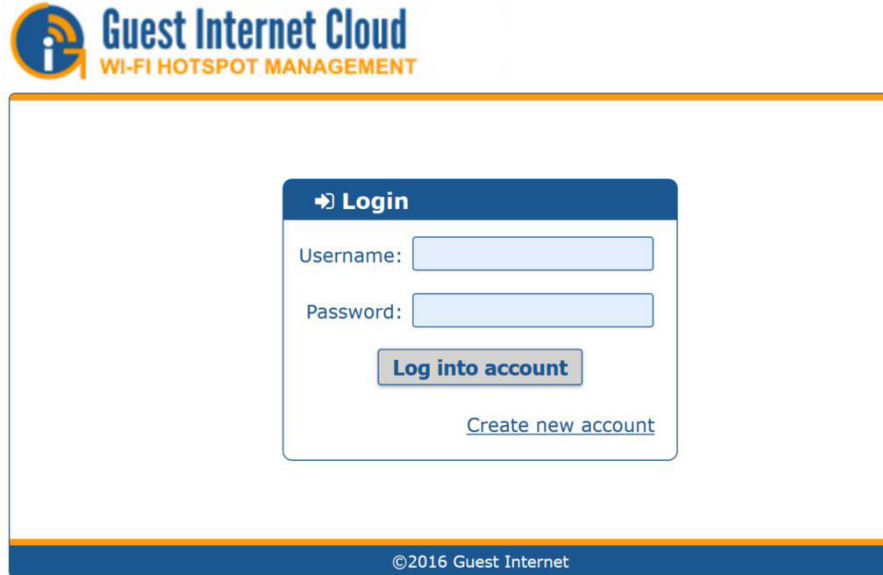 Guest Internet Cloud
WI-FI HOTSPOT MANAGEMENT
Login
Username:
Password:
Log into account
Create new account
©2016 Guest Internet